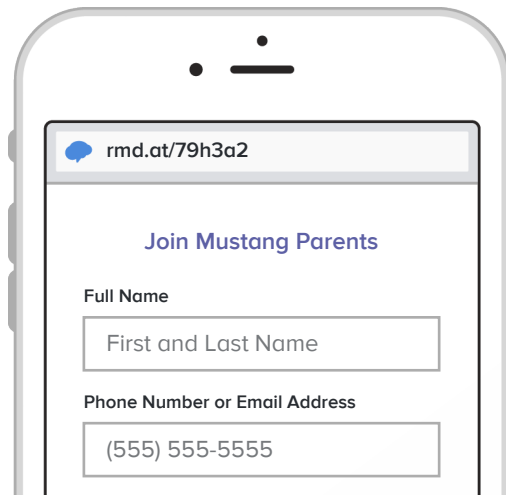 rmd.at/79h3a2
Join Mustang Parents
Full Name
First and Last Name
Phone Number or Email Address
(555) 555-5555